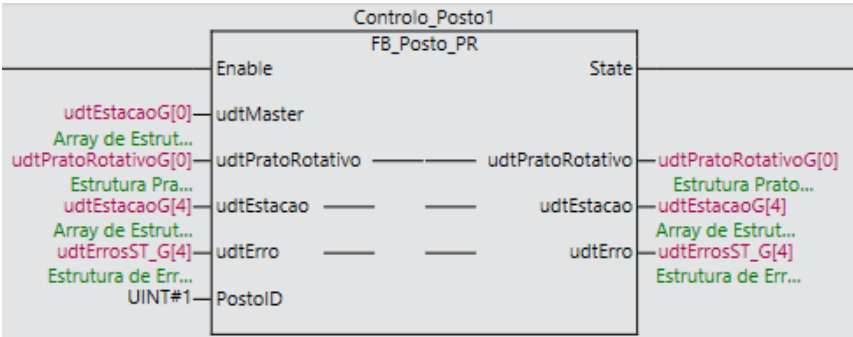 Controlo_Posto1
FB_Posto_PR
Enable State
udtEstacaoG[0] udtMaster
Array de Estrut...
udtPratoRotativoG[0] udtPratoRotativo udtPratoRotativo udtPratoRotativoG[0]
Estrutura Pra... Estrutura Prato...
udtEstacaoG[4] udtEstacao udtEstacao udtEstacaoG[4]
Array de Estrut... Array de Estrut...
udtErrosST_G[4] udtErro udtErro udtErrosST_G[4]
Estrutura de Err... Estrutura de Err...
UINT#1 PostoID